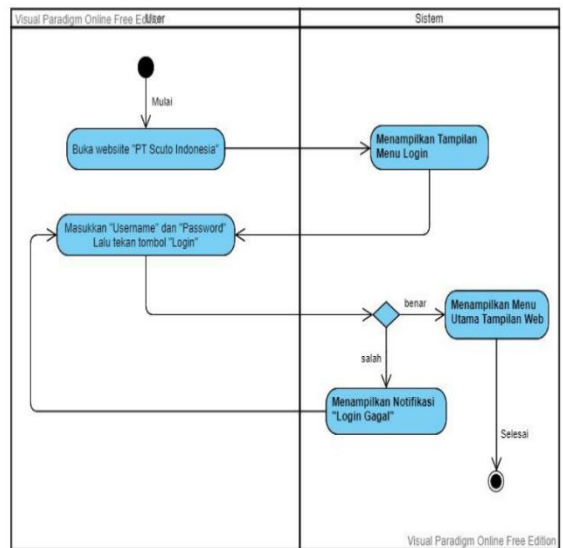 Visual Paradigm Online Free Edition
User
Sistem
Mulai
Buka websiite "PT Scuto Indonesia"
Menampilkan Tampilan
Menu Login
Masukkan "Username" dan "Password"
Lalu tekan tombol "Login"
benar
Menampilkan Menu
Utama Tampilan Web
salah
Menampilkan Notifikasi
"Login Gagal"
Selesai
Visual Paradigm Online Free Edition